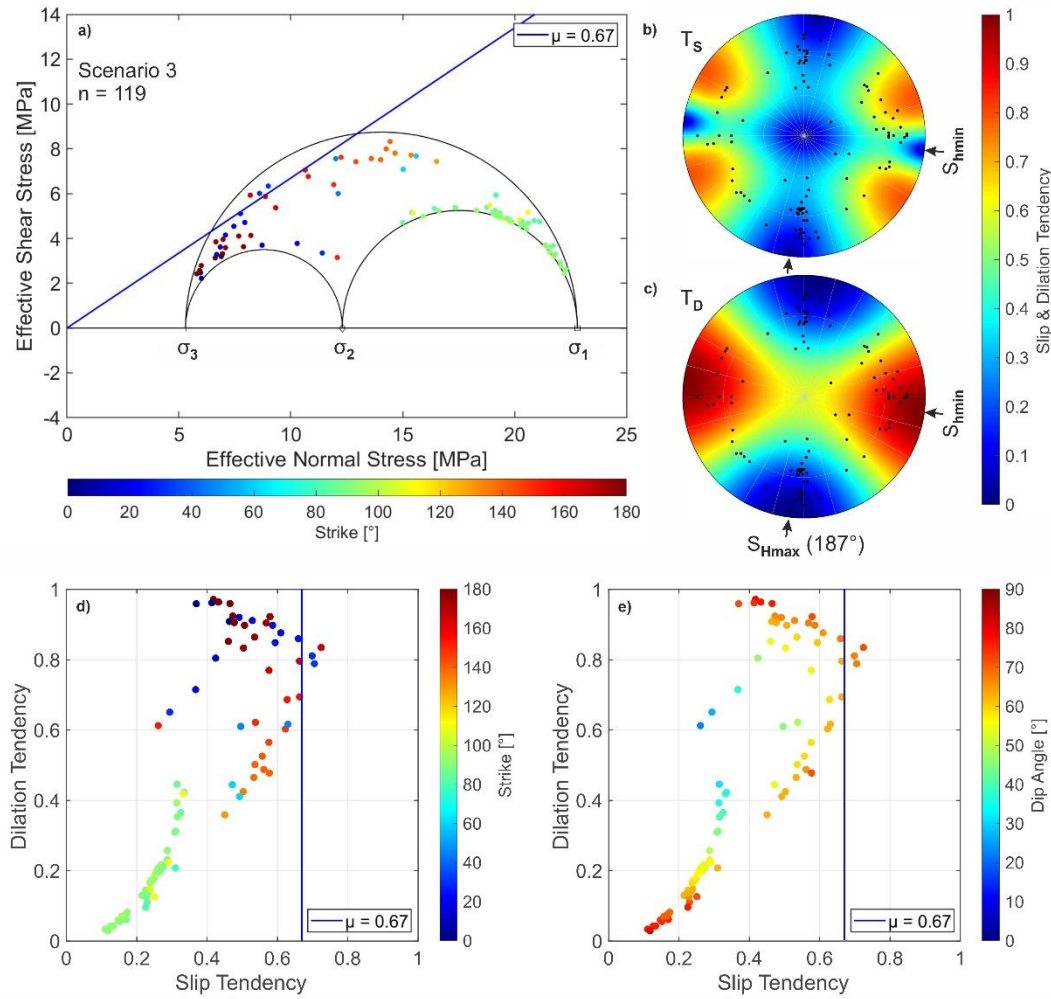 a)
Scenario 3
n = 119
μ = 0.67
Effective Shear Stress [MPa]
14
12
10
8
6
4
2
0
-2
-4
σ3
σ2
σ1
0
5
10
15
20
25
Effective Normal Stress [MPa]
0
20
40
60
80
100
120
140
160
180
Strike [°]
b)
TS
Shmin
c)
TD
Shmin
SHmax (187°)
1
0.9
0.8
0.7
0.6
0.5
0.4
0.3
0.2
0.1
0
Slip & Dilation Tendency
d)
Dilation Tendency
1
0.8
0.6
0.4
0.2
0
μ = 0.67
0
0.2
0.4
0.6
0.8
1
Slip Tendency
180
160
140
120
100
80
60
40
20
0
Strike [°]
e)
Dilation Tendency
1
0.8
0.6
0.4
0.2
0
μ = 0.67
0
0.2
0.4
0.6
0.8
1
Slip Tendency
90
80
70
60
50
40
30
20
10
0
Dip Angle [°]